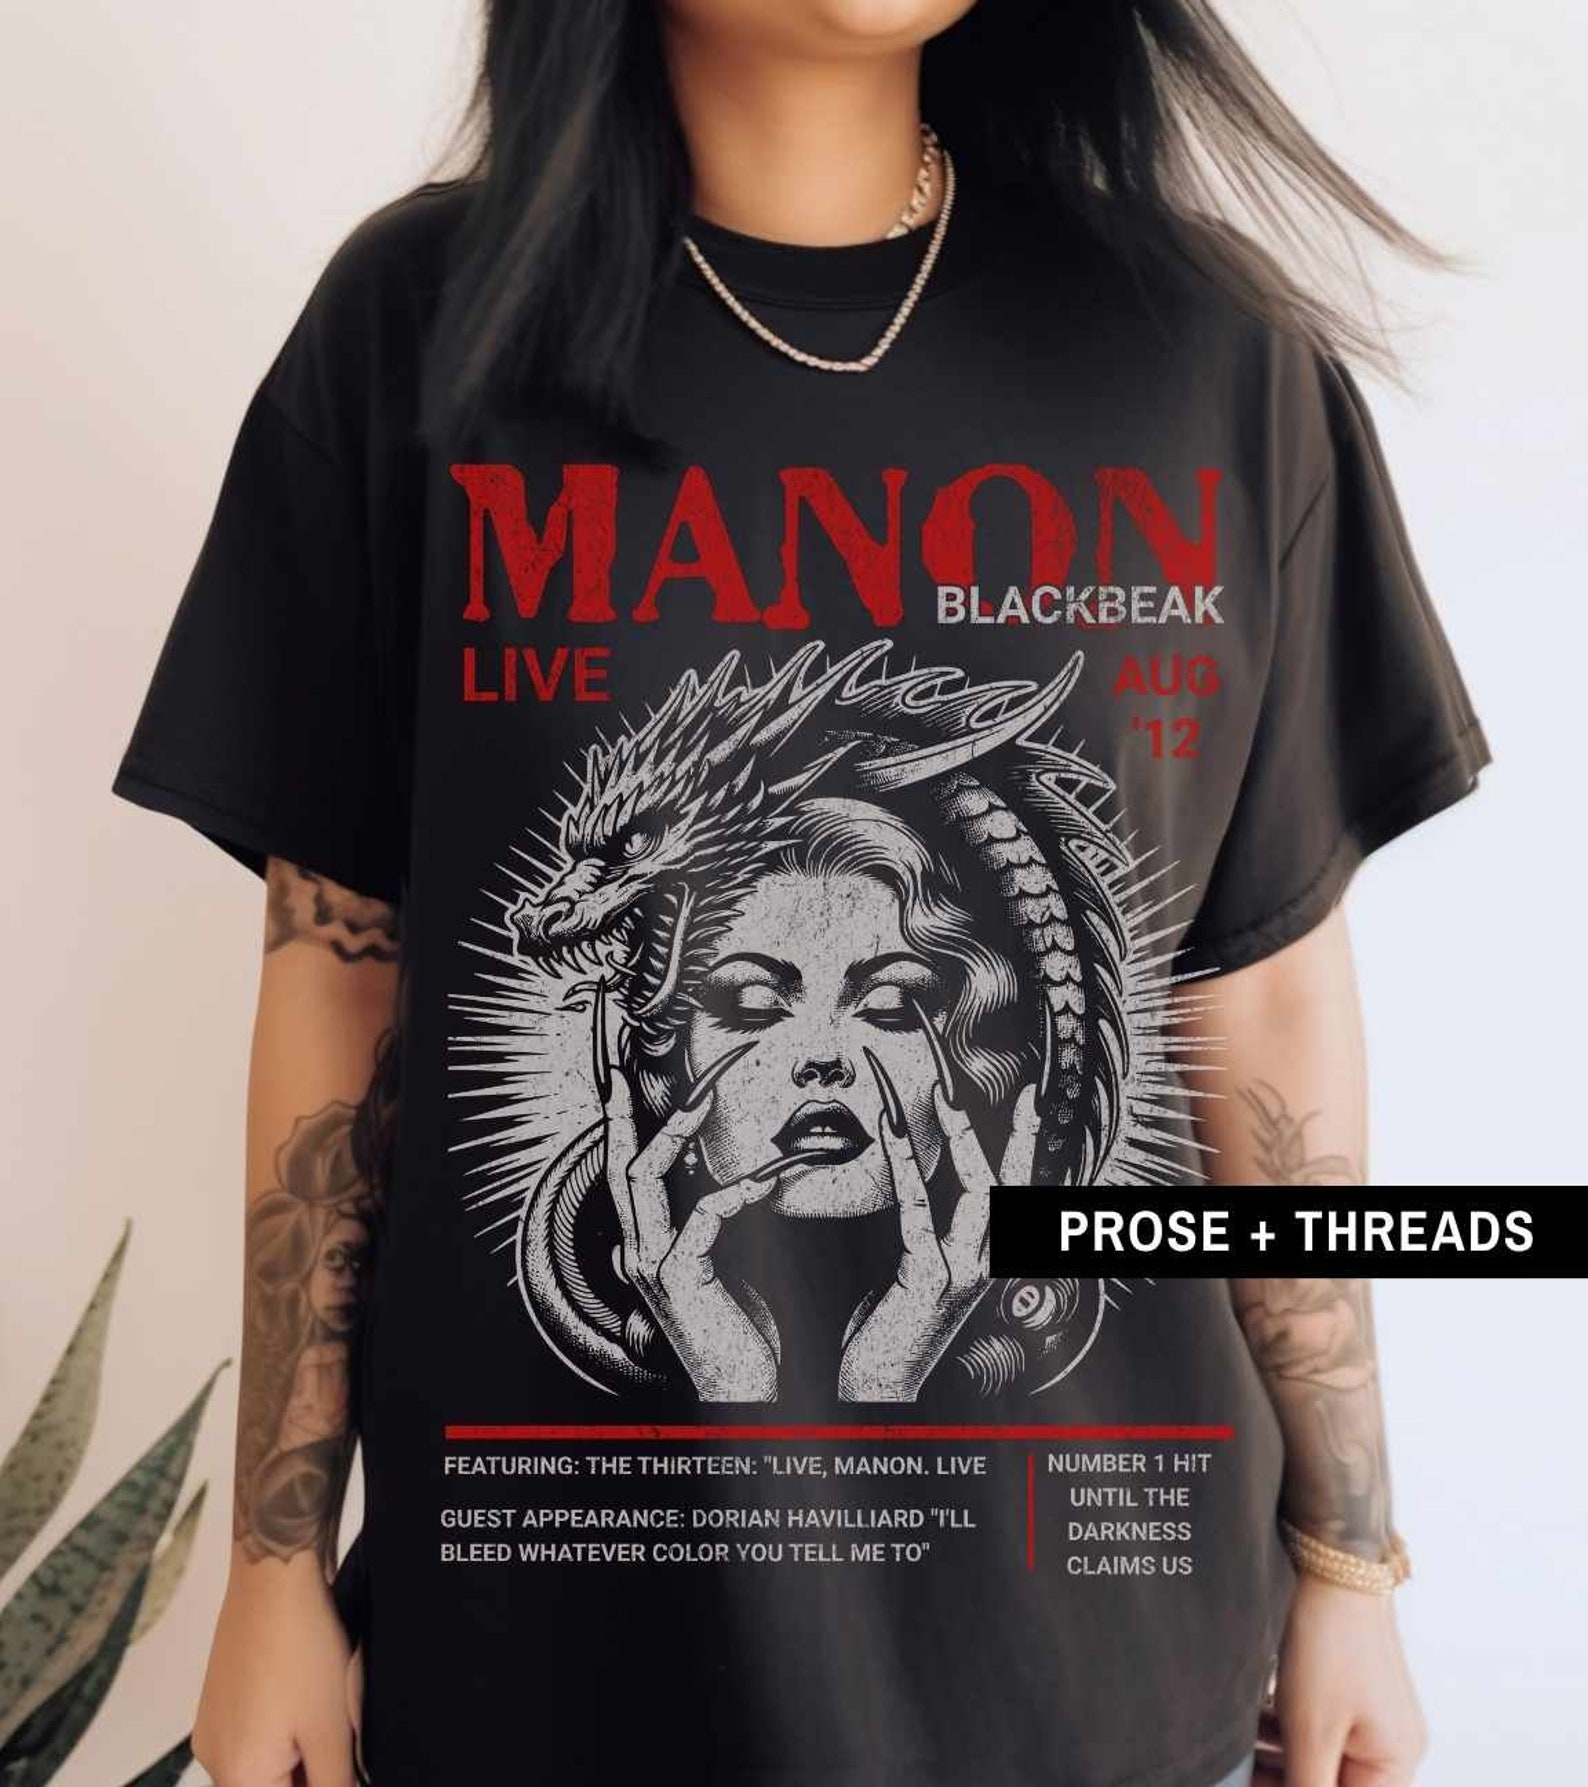 MANON
BLACKBEAK
LIVE
AUG
'12
PROSE + THREADS
FEATURING: THE THIRTEEN: "LIVE, MANON. LIVE
GUEST APPEARANCE: DORIAN HAVILLIARD "I'LL
BLEED WHATEVER COLOR YOU TELL ME TO"
NUMBER 1 HIT
UNTIL THE
DARKNESS
CLAIMS US